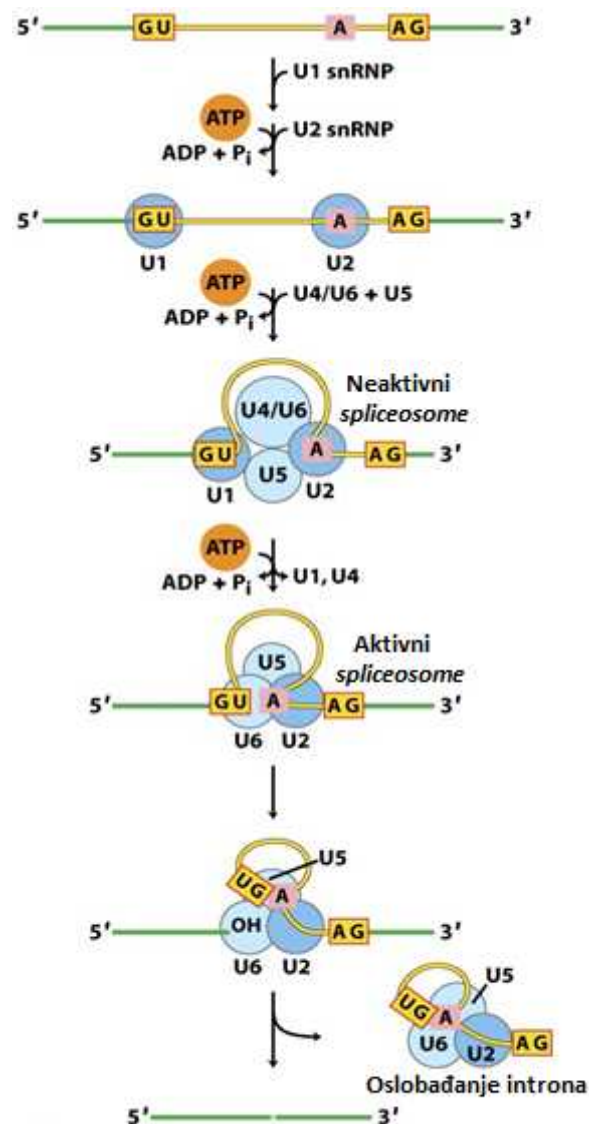 5′ GU A AG 3′
U1 snRNP
ATP
U2 snRNP
ADP + Pi
5′ GU A AG 3′
U1 U2
ATP
U4/U6 + U5
ADP + Pi
Neaktivni
spliceosome
U4/U6
5′ GU A AG 3′
U5
U1 U2
ATP
ADP + Pi U1, U4
Aktivni
spliceosome
U5
5′ GU A AG 3′
U6 U2
U5
UG A
5′ OH AG 3′
U6 U2
U5
UG A
U6 U2 AG
Oslobađanje introna
5′ 3′